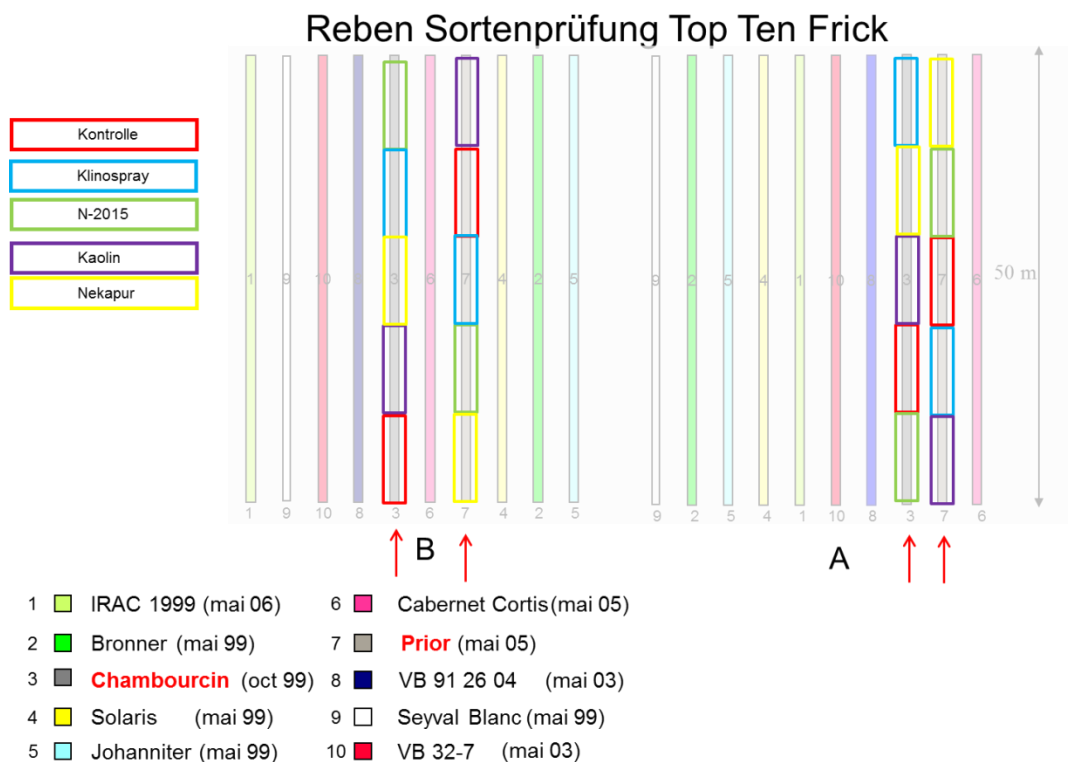 Reben Sortenprüfung Top Ten Frick
Kontrolle
Klinospray
N-2015
Kaolin
Nekapur
1 9 10 3 6 7 4 2 5 9 2 5 4 1 10 8 3 7 6 50 m
1 9 10 8 3 6 7 4 2 5 9 2 5 4 1 10 8 3 7 6
B A
1 IRAC 1999 (mai 06)
2 Bronner (mai 99)
3 Chambourcin (oct 99)
4 Solaris (mai 99)
5 Johanniter (mai 99)
6 Cabernet Cortis (mai 05)
7 Prior (mai 05)
8 VB 91 26 04 (mai 03)
9 Seyval Blanc (mai 99)
10 VB 32-7 (mai 03)